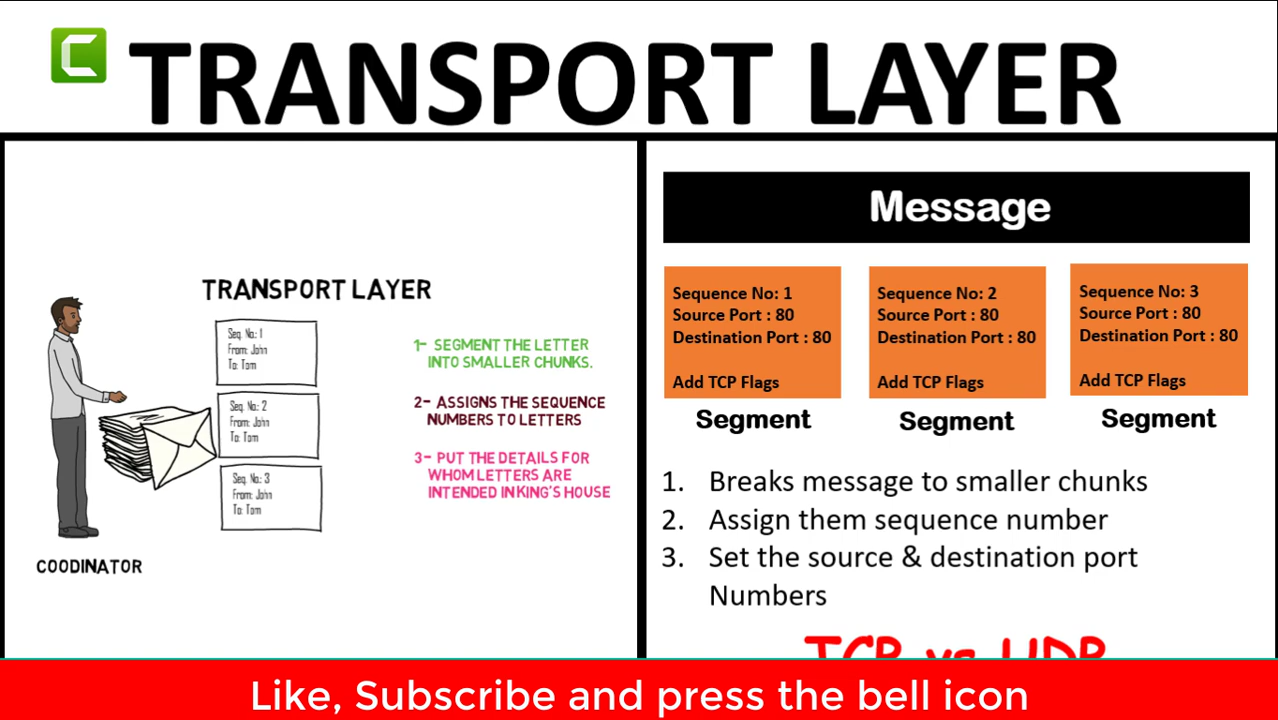 TRANSPORT LAYER
TRANSPORT LAYER
Seq. No.: 1
From: John
To: Tom
Seq. No.: 2
From: John
To: Tom
Seq. No.: 3
From: John
To: Tom
1- SEGMENT THE LETTER
INTO SMALLER CHUNKS.
2- ASSIGNS THE SEQUENCE
NUMBERS TO LETTERS
3- PUT THE DETAILS FOR
WHOM LETTERS ARE
INTENDED IN KING'S HOUSE
COODINATOR
Message
Sequence No: 1
Source Port : 80
Destination Port : 80
Add TCP Flags
Segment
Sequence No: 2
Source Port : 80
Destination Port : 80
Add TCP Flags
Segment
Sequence No: 3
Source Port : 80
Destination Port : 80
Add TCP Flags
Segment
1. Breaks message to smaller chunks
2. Assign them sequence number
3. Set the source & destination port
Numbers
TCP vs UDP
Like, Subscribe and press the bell icon